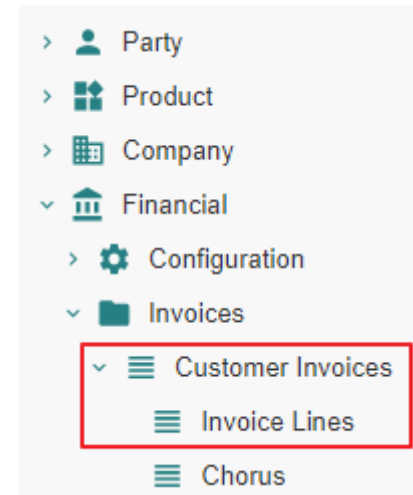 Party
Product
Company
Financial
Configuration
Invoices
Customer Invoices
Invoice Lines
Chorus